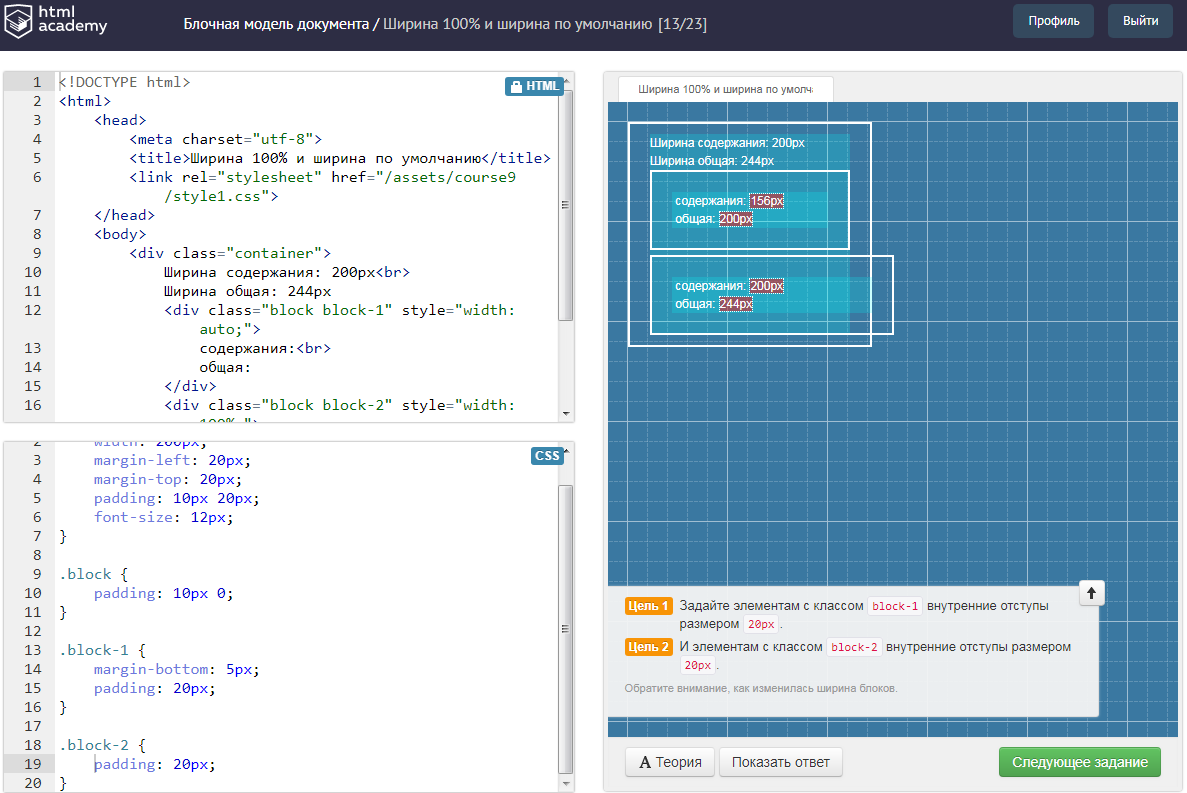 html
academy
Блочная модель документа / Ширина 100% и ширина по умолчанию [13/23]
Профиль
Выйти
HTML
1 <!DOCTYPE html>
2 <html>
3 <head>
4 <meta charset="utf-8">
5 <title>Ширина 100% и ширина по умолчанию</title>
6 <link rel="stylesheet" href="/assets/course9
/style1.css">
7 </head>
8 <body>
9 <div class="container">
10 Ширина содержания: 200px<br>
11 Ширина общая: 244px
12 <div class="block block-1" style="width:
auto;">
13 содержания:<br>
14 общая:
15 </div>
16 <div class="block block-2" style="width:
100%;">
CSS
2 width: 200px;
3 margin-left: 20px;
4 margin-top: 20px;
5 padding: 10px 20px;
6 font-size: 12px;
7 }
8
9 .block {
10 padding: 10px 0;
11 }
12
13 .block-1 {
14 margin-bottom: 5px;
15 padding: 20px;
16 }
17
18 .block-2 {
19 padding: 20px;
20 }
Ширина 100% и ширина по умолч
Ширина содержания: 200px
Ширина общая: 244px
содержания: 156px
общая: 200px
содержания: 200px
общая: 244px
Цель 1 Задайте элементам с классом block-1 внутренние отступы
размером 20px.
Цель 2 И элементам с классом block-2 внутренние отступы размером
20px.
Обратите внимание, как изменилась ширина блоков.
А Теория
Показать ответ
Следующее задание